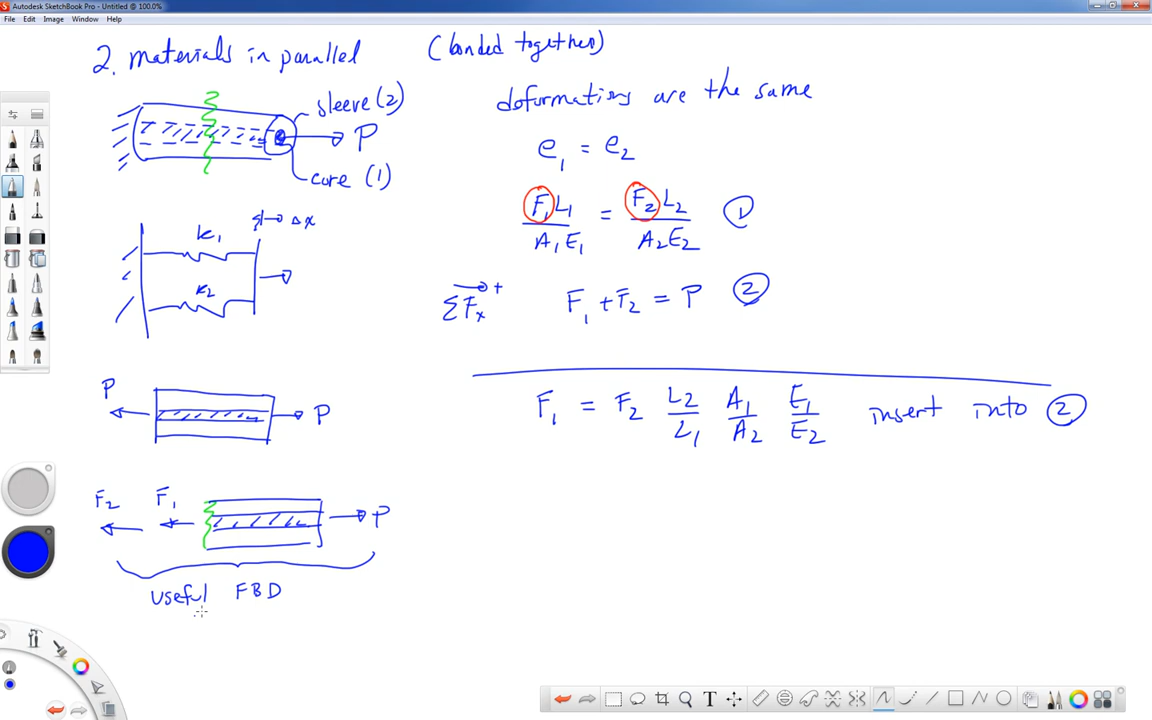 Autodesk SketchBook Pro - Untitled @ 100.0%
File Edit Image Window Help
2. materials in parallel (bonded together)
sleeve (2)
P
core (1)
deformations are the same
e1 = e2
F1L1/A1E1 = F2L2/A2E2 ①
k1
Δx
k2
ΣFx → + F1 + F2 = P ②
P P
F1 = F2 L2/L1 A1/A2 E1/E2 insert into ②
F2 F1 P
useful FBD
T